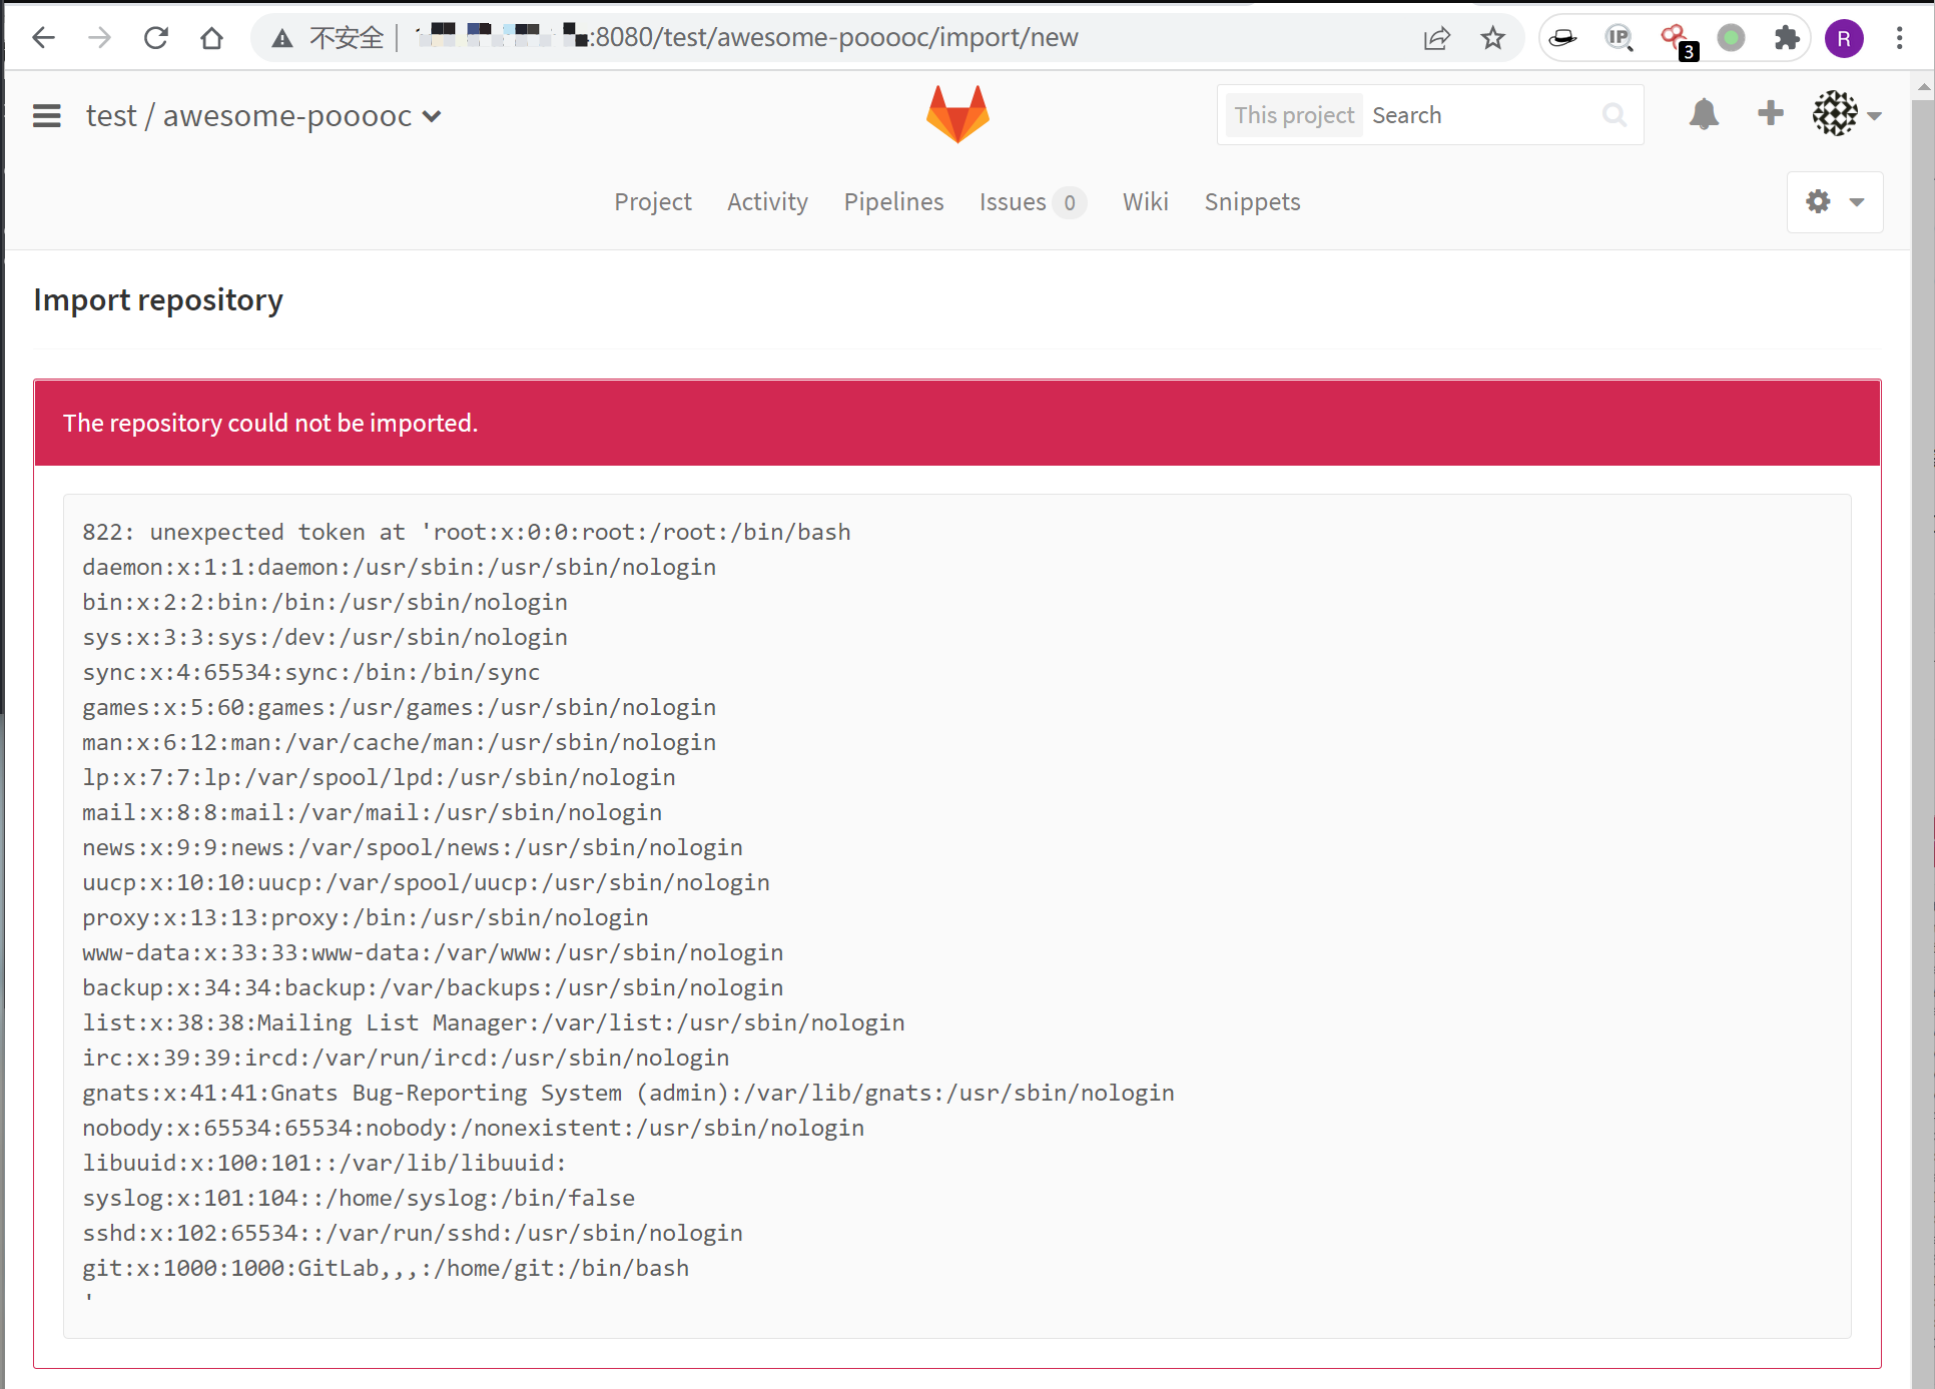 不安全 | :8080/test/awesome-pooooc/import/new
3
R
test / awesome-pooooc
This project Search
Project Activity Pipelines Issues 0 Wiki Snippets
Import repository
The repository could not be imported.
822: unexpected token at 'root:x:0:0:root:/root:/bin/bash
daemon:x:1:1:daemon:/usr/sbin:/usr/sbin/nologin
bin:x:2:2:bin:/bin:/usr/sbin/nologin
sys:x:3:3:sys:/dev:/usr/sbin/nologin
sync:x:4:65534:sync:/bin:/bin/sync
games:x:5:60:games:/usr/games:/usr/sbin/nologin
man:x:6:12:man:/var/cache/man:/usr/sbin/nologin
lp:x:7:7:lp:/var/spool/lpd:/usr/sbin/nologin
mail:x:8:8:mail:/var/mail:/usr/sbin/nologin
news:x:9:9:news:/var/spool/news:/usr/sbin/nologin
uucp:x:10:10:uucp:/var/spool/uucp:/usr/sbin/nologin
proxy:x:13:13:proxy:/bin:/usr/sbin/nologin
www-data:x:33:33:www-data:/var/www:/usr/sbin/nologin
backup:x:34:34:backup:/var/backups:/usr/sbin/nologin
list:x:38:38:Mailing List Manager:/var/list:/usr/sbin/nologin
irc:x:39:39:ircd:/var/run/ircd:/usr/sbin/nologin
gnats:x:41:41:Gnats Bug-Reporting System (admin):/var/lib/gnats:/usr/sbin/nologin
nobody:x:65534:65534:nobody:/nonexistent:/usr/sbin/nologin
libuuid:x:100:101::/var/lib/libuuid:
syslog:x:101:104::/home/syslog:/bin/false
sshd:x:102:65534::/var/run/sshd:/usr/sbin/nologin
git:x:1000:1000:GitLab,,,:/home/git:/bin/bash
'